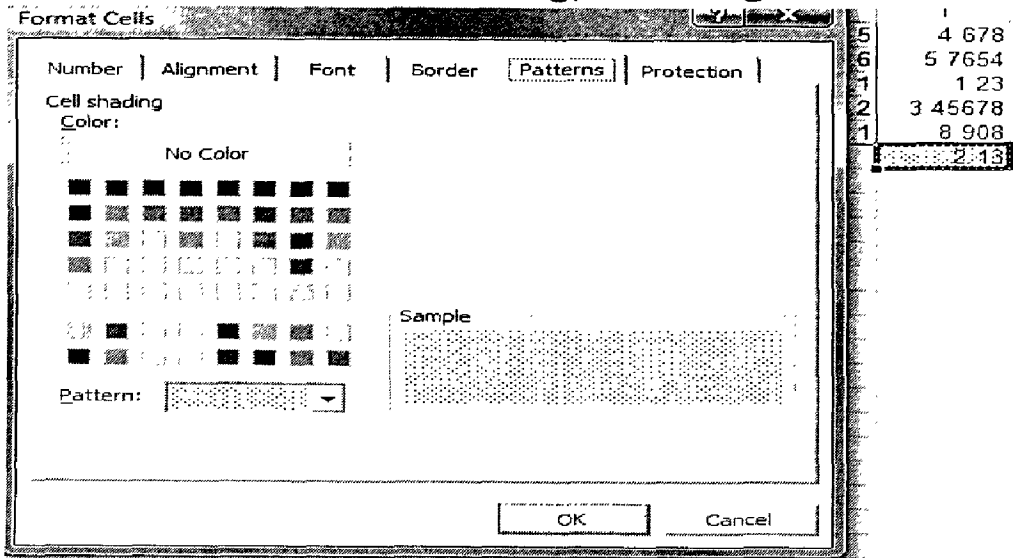 Format Cells
Number Alignment Font Border Patterns Protection
Cell shading
Color:
No Color
Sample
Pattern:
OK Cancel
5 4 678
6 5 7654
1 1 23
2 3 45678
1 8 908
2 13